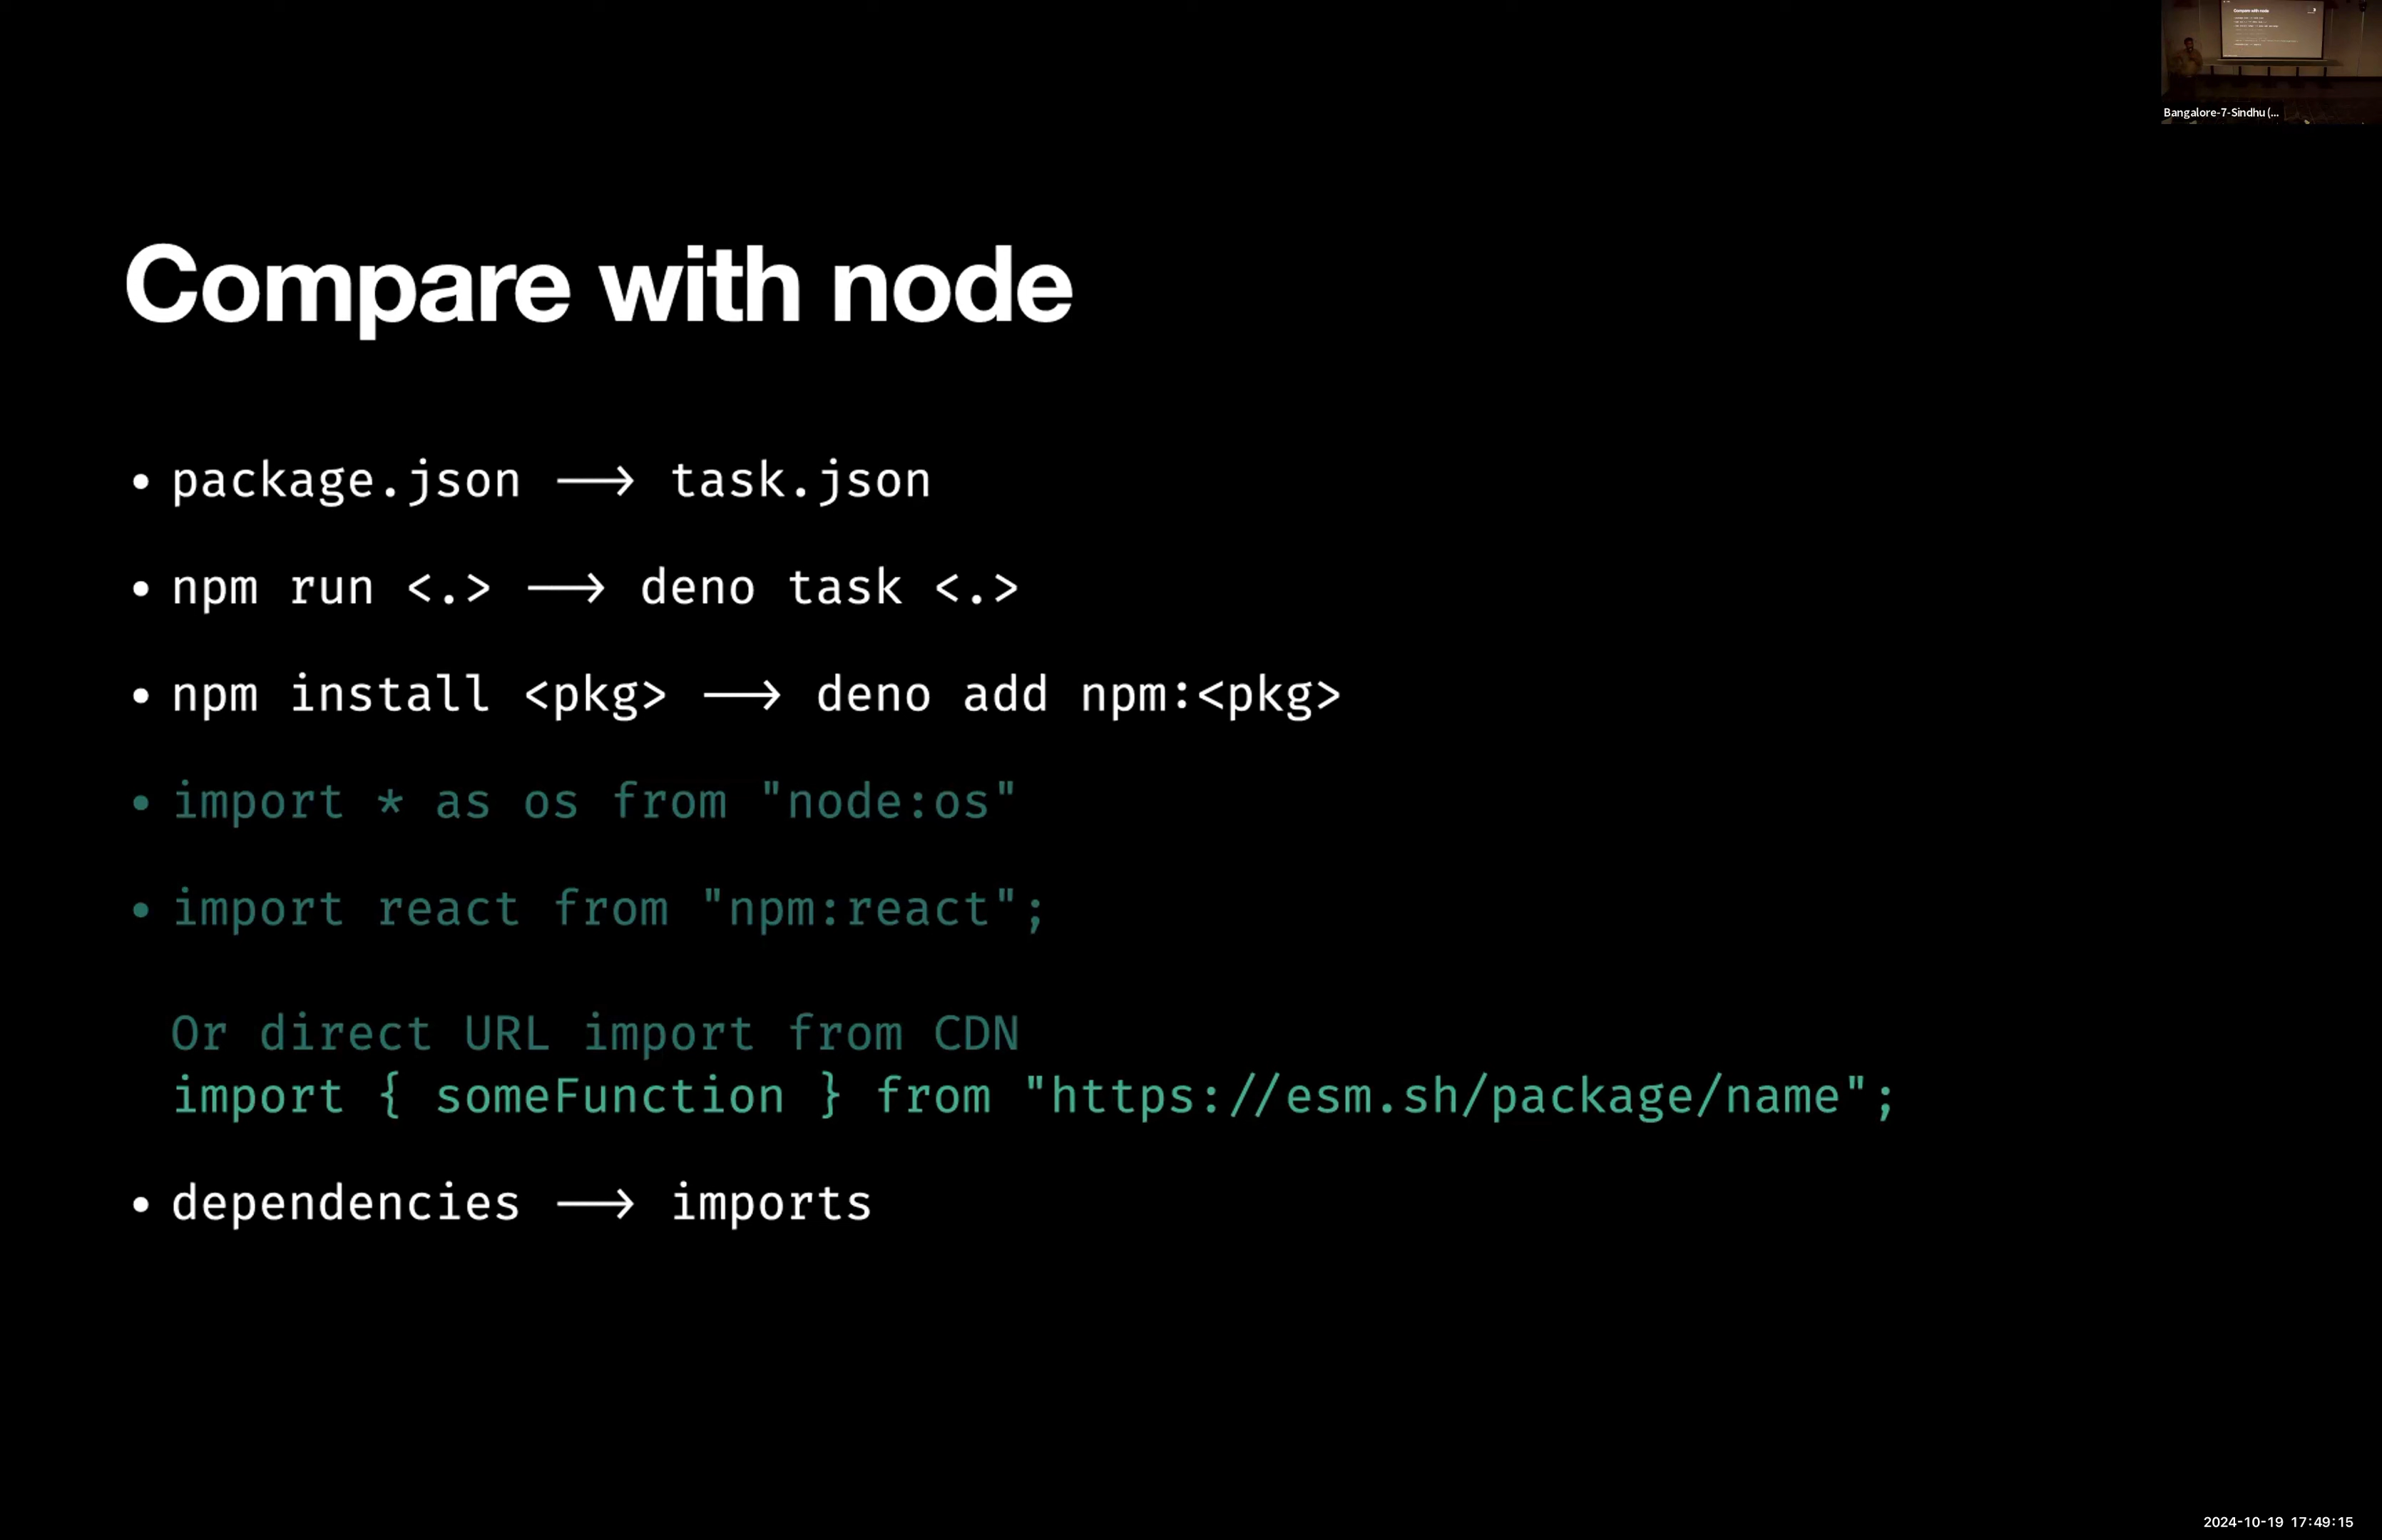 Compare with node
Bangalore-7-Sindhu (...
• package.json ⟶ task.json
• npm run <.> ⟶ deno task <.>
• npm install <pkg> ⟶ deno add npm:<pkg>
• import * as os from "node:os"
• import react from "npm:react";
Or direct URL import from CDN
import { someFunction } from "https://esm.sh/package/name";
• dependencies ⟶ imports
2024-10-19 17:49:15